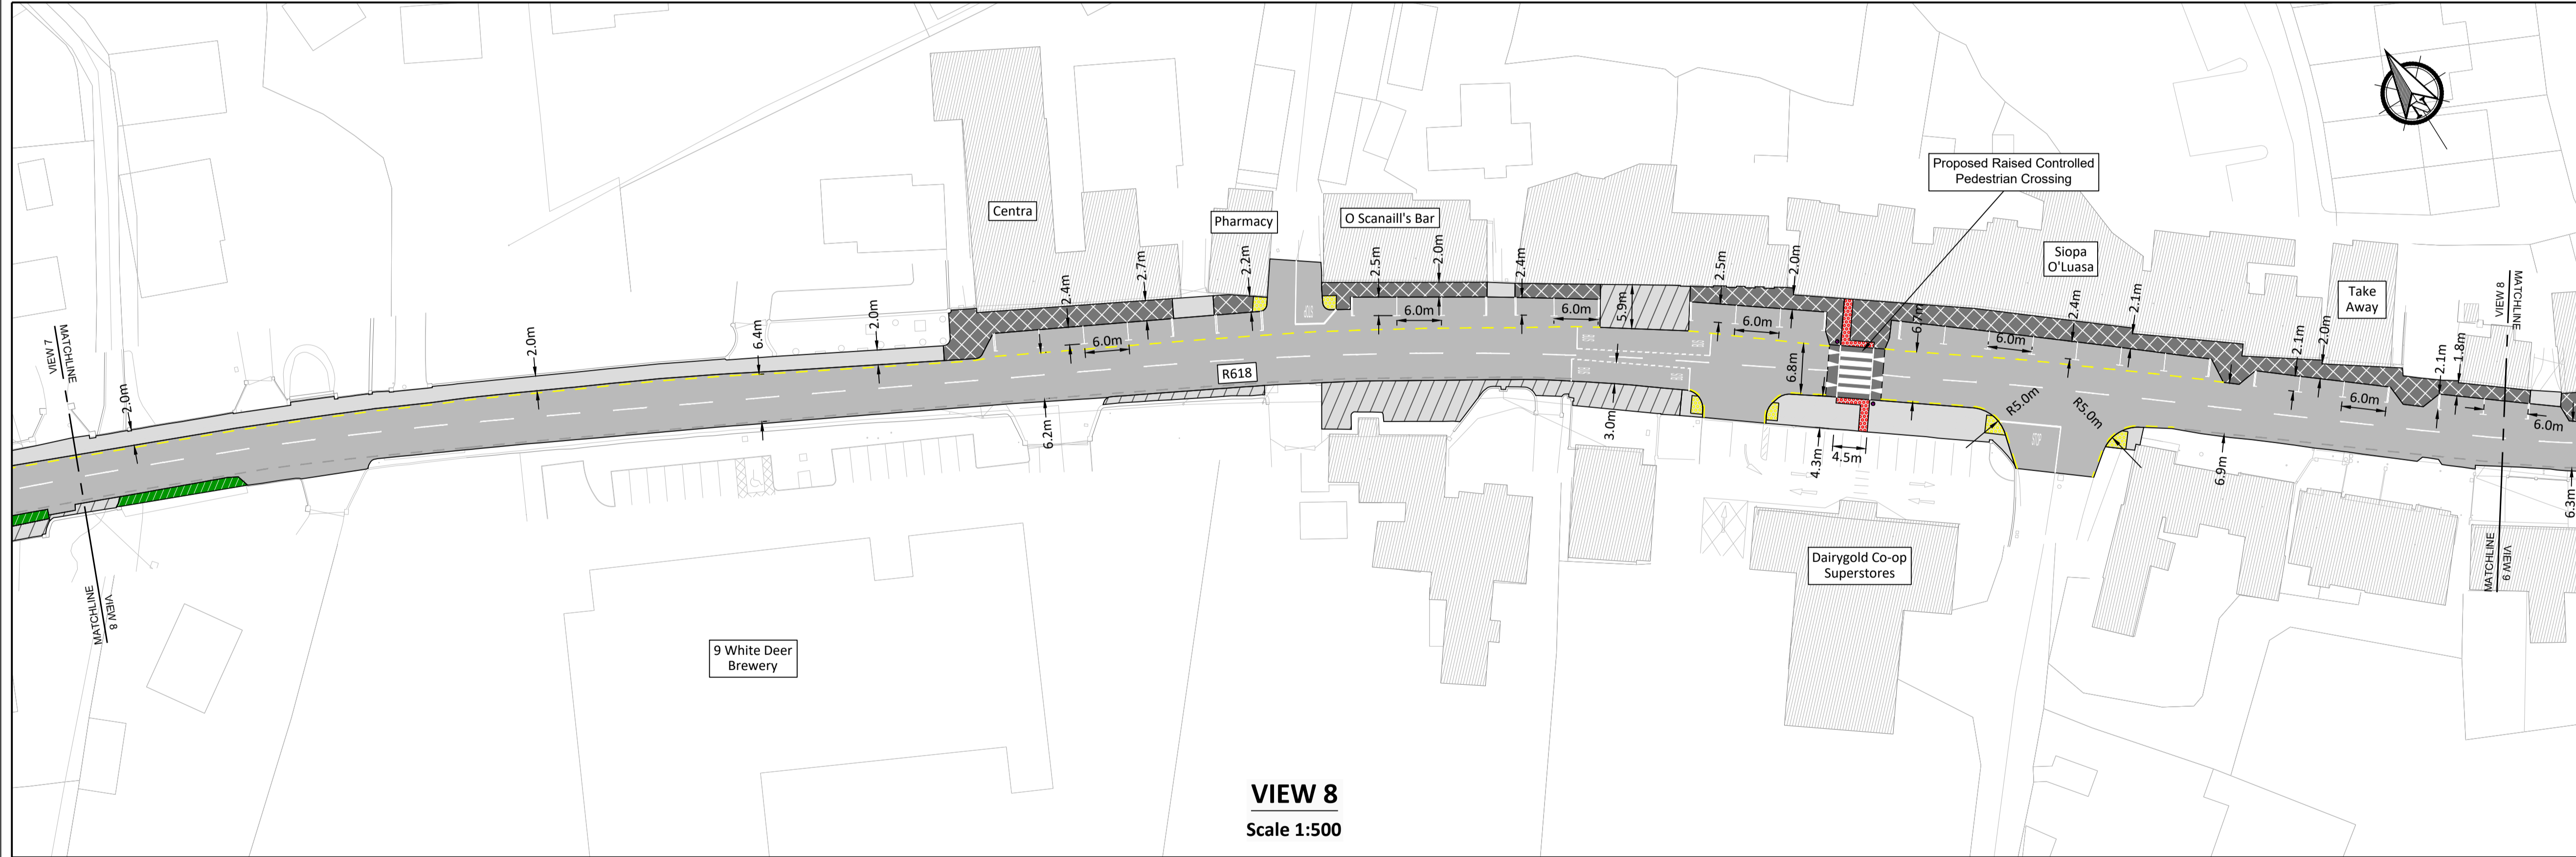 Proposed Raised Controlled
Pedestrian Crossing
Centra
Pharmacy
O Scanaill's Bar
Siopa
O'Luasa
Take
Away
VIEW 7
MATCHLINE
2.0m
2.0m
6.4m
2.0m
2.4m
2.7m
6.0m
2.2m
2.5m
2.0m
6.0m
2.4m
6.0m
5.9m
2.5m
6.0m
2.0m
6.8m
6.7m
6.0m
2.4m
2.1m
2.1m
2.0m
6.0m
2.1m
1.8m
VIEW 8
MATCHLINE
6.0m
R618
6.2m
3.0m
4.3m
4.5m
R5.0m
R5.0m
6.9m
6.3m
MATCHLINE
VIEW 8
MATCHLINE
VIEW 9
Dairygold Co-op
Superstores
9 White Deer
Brewery
VIEW 8
Scale 1:500